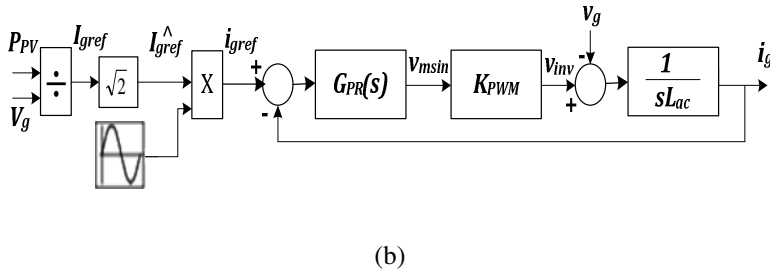 P_PV I_gref I^_gref i_gref v_g i_g
÷ √2 X + - G_PR(s) v_msin K_PWM v_inv - + 1/sL_ac
V_g
(b)